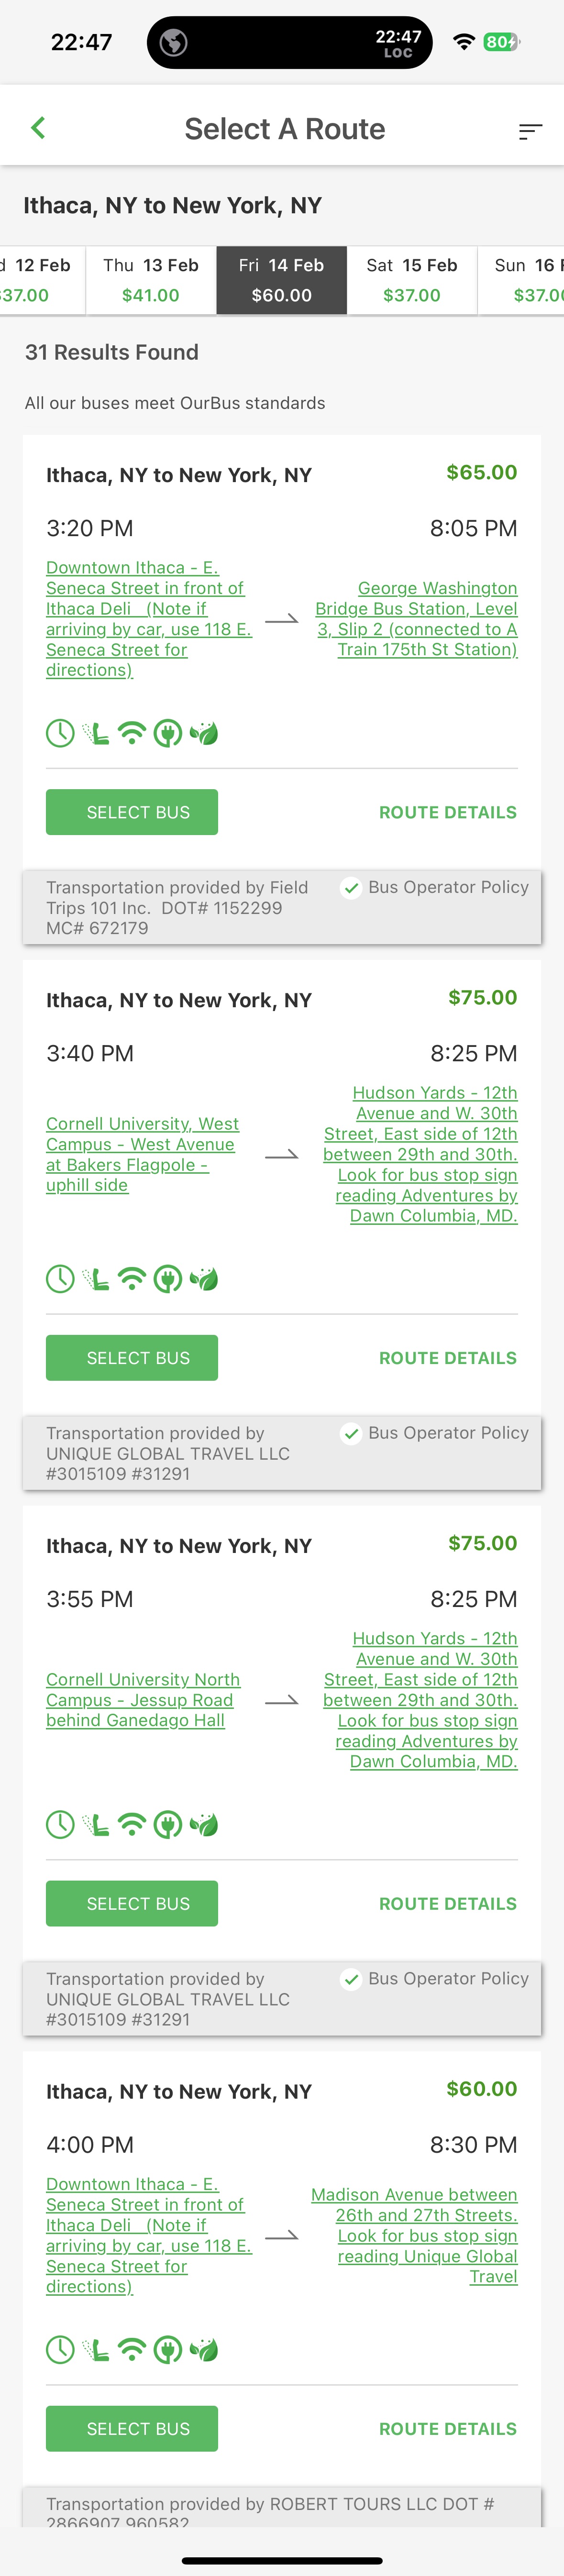 22:47
22:47
LOC
80
Select A Route
Ithaca, NY to New York, NY
12 Feb
Thu 13 Feb
Fri 14 Feb
Sat 15 Feb
Sun 16
$37.00
$41.00
$60.00
$37.00
$37.00
31 Results Found
All our buses meet OurBus standards
Ithaca, NY to New York, NY
$65.00
3:20 PM
8:05 PM
Downtown Ithaca - E.
Seneca Street in front of
Ithaca Deli (Note if
arriving by car, use 118 E.
Seneca Street for
directions)
George Washington
Bridge Bus Station, Level
3, Slip 2 (connected to A
Train 175th St Station)
SELECT BUS
ROUTE DETAILS
Transportation provided by Field
Trips 101 Inc. DOT# 1152299
MC# 672179
Bus Operator Policy
Ithaca, NY to New York, NY
$75.00
3:40 PM
8:25 PM
Cornell University, West
Campus - West Avenue
at Bakers Flagpole -
uphill side
Hudson Yards - 12th
Avenue and W. 30th
Street, East side of 12th
between 29th and 30th.
Look for bus stop sign
reading Adventures by
Dawn Columbia, MD.
SELECT BUS
ROUTE DETAILS
Transportation provided by
UNIQUE GLOBAL TRAVEL LLC
#3015109 #31291
Bus Operator Policy
Ithaca, NY to New York, NY
$75.00
3:55 PM
8:25 PM
Cornell University North
Campus - Jessup Road
behind Ganedago Hall
Hudson Yards - 12th
Avenue and W. 30th
Street, East side of 12th
between 29th and 30th.
Look for bus stop sign
reading Adventures by
Dawn Columbia, MD.
SELECT BUS
ROUTE DETAILS
Transportation provided by
UNIQUE GLOBAL TRAVEL LLC
#3015109 #31291
Bus Operator Policy
Ithaca, NY to New York, NY
$60.00
4:00 PM
8:30 PM
Downtown Ithaca - E.
Seneca Street in front of
Ithaca Deli (Note if
arriving by car, use 118 E.
Seneca Street for
directions)
Madison Avenue between
26th and 27th Streets.
Look for bus stop sign
reading Unique Global
Travel
SELECT BUS
ROUTE DETAILS
Transportation provided by ROBERT TOURS LLC DOT #
2866907 960582